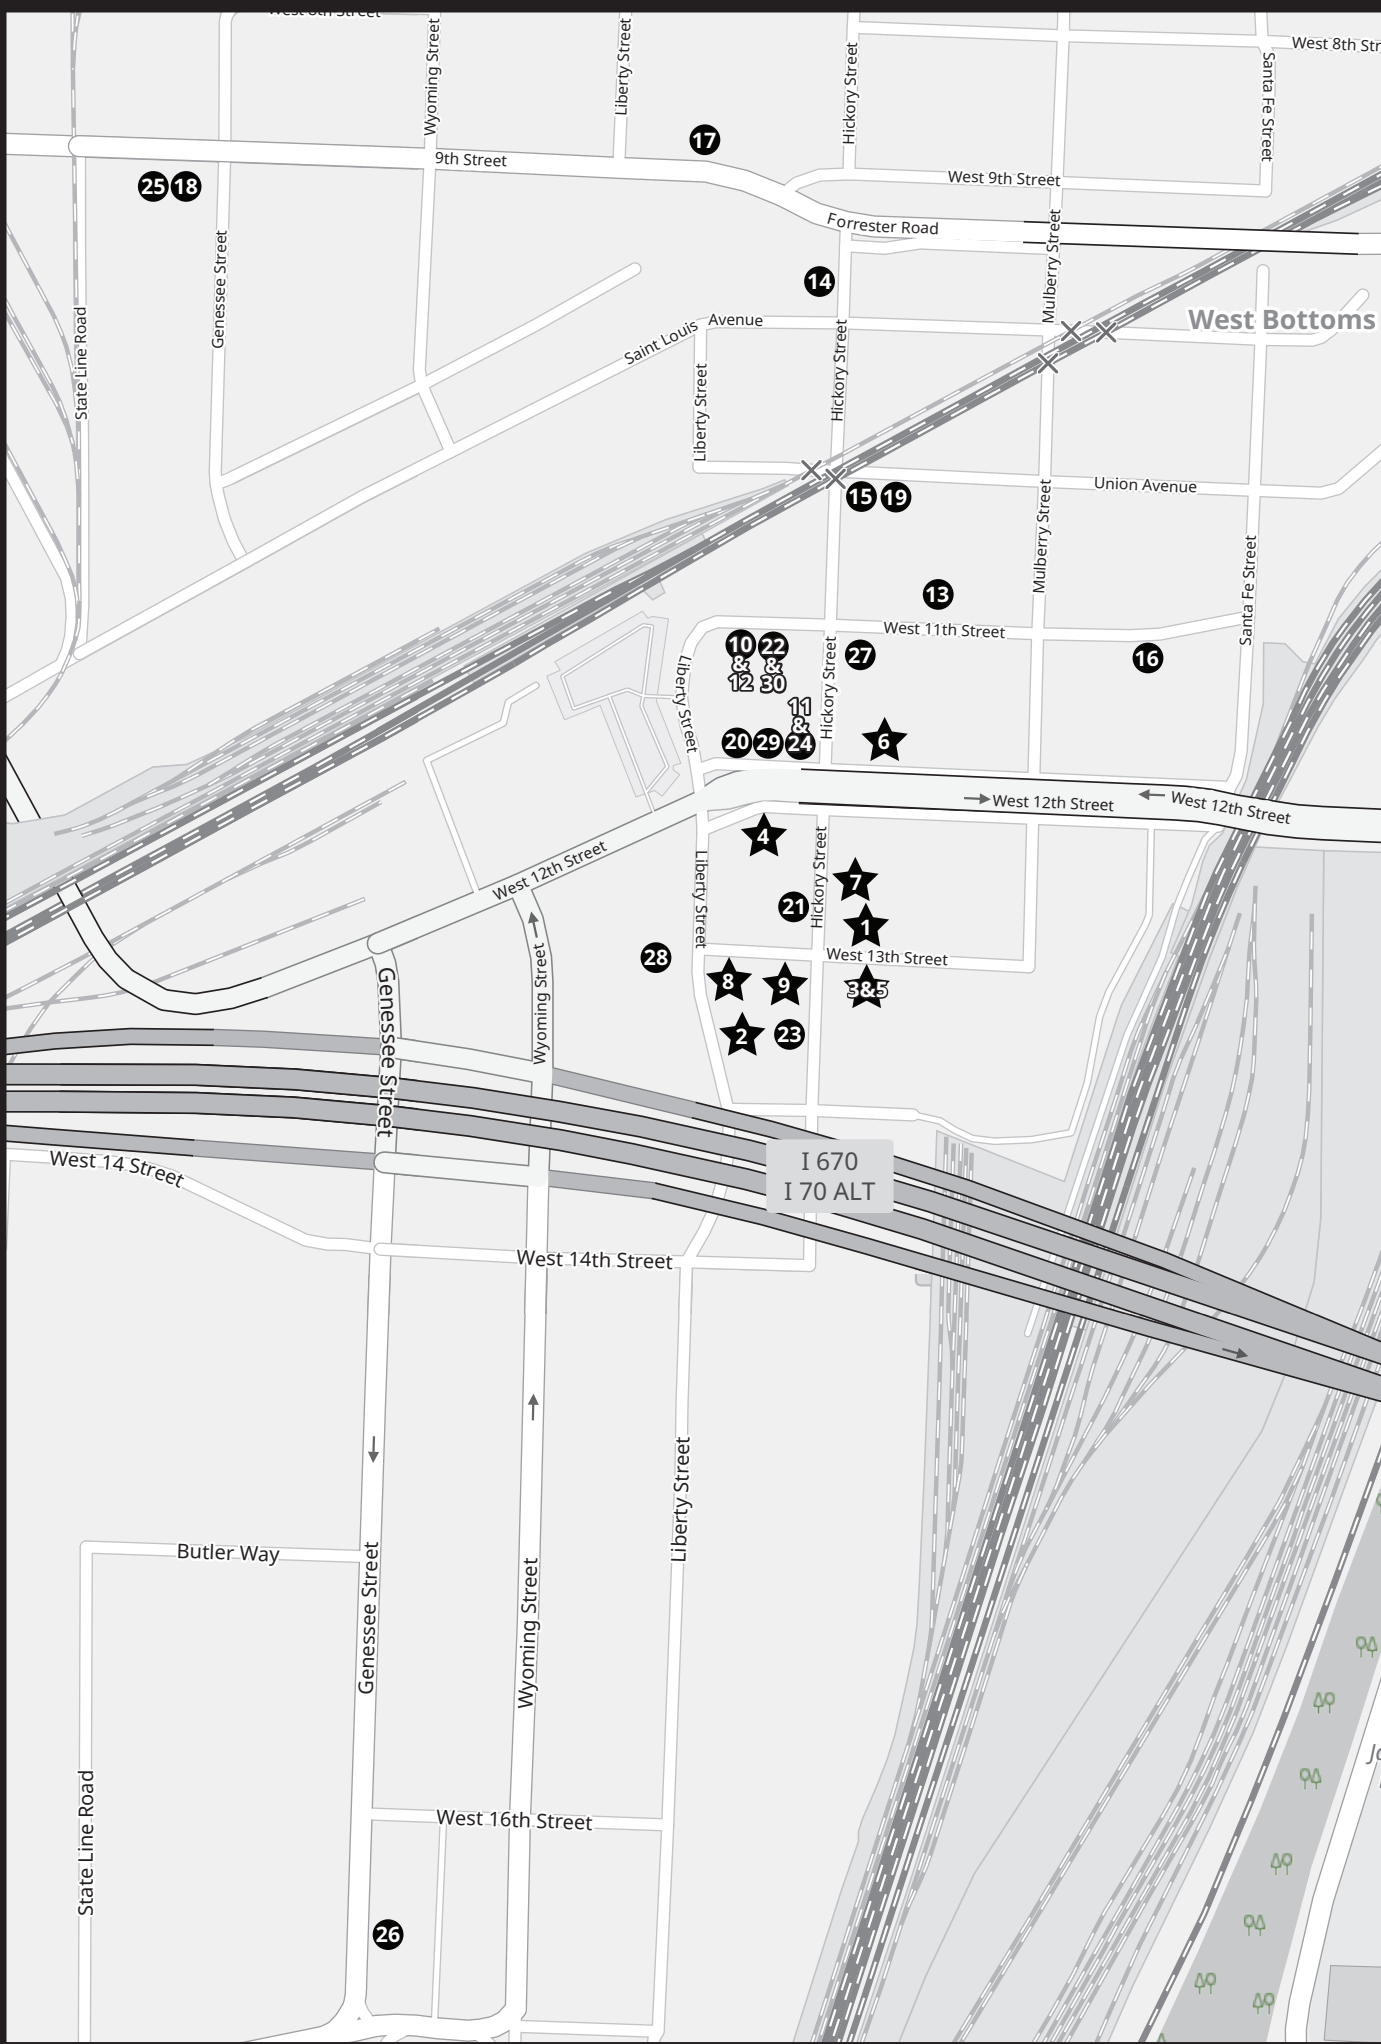 West 8th Street
Wyoming Street
Liberty Street
Hickory Street
West 8th Str
Santa Fe Street
17
9th Street
25
18
West 9th Street
Forrester Road
Mulberry Street
Genessee Street
14
State Line Road
Saint Louis
Avenue
West Bottoms
Hickory Street
Liberty Street
Union Avenue
15
19
Mulberry Street
Santa Fe Street
13
West 11th Street
10
&
12
22
&
30
27
16
Liberty Street
Hickory Street
11
&
24
20
29
6
West 12th Street
West 12th Street
4
West 12th Street
Liberty Street
Hickory Street
7
21
1
28
West 13th Street
Genessee Street
Wyoming Street
8
9
3&5
2
23
I 670
I 70 ALT
West 14 Street
West 14th Street
Liberty Street
Butler Way
Genessee Street
Wyoming Street
State Line Road
West 16th Street
26